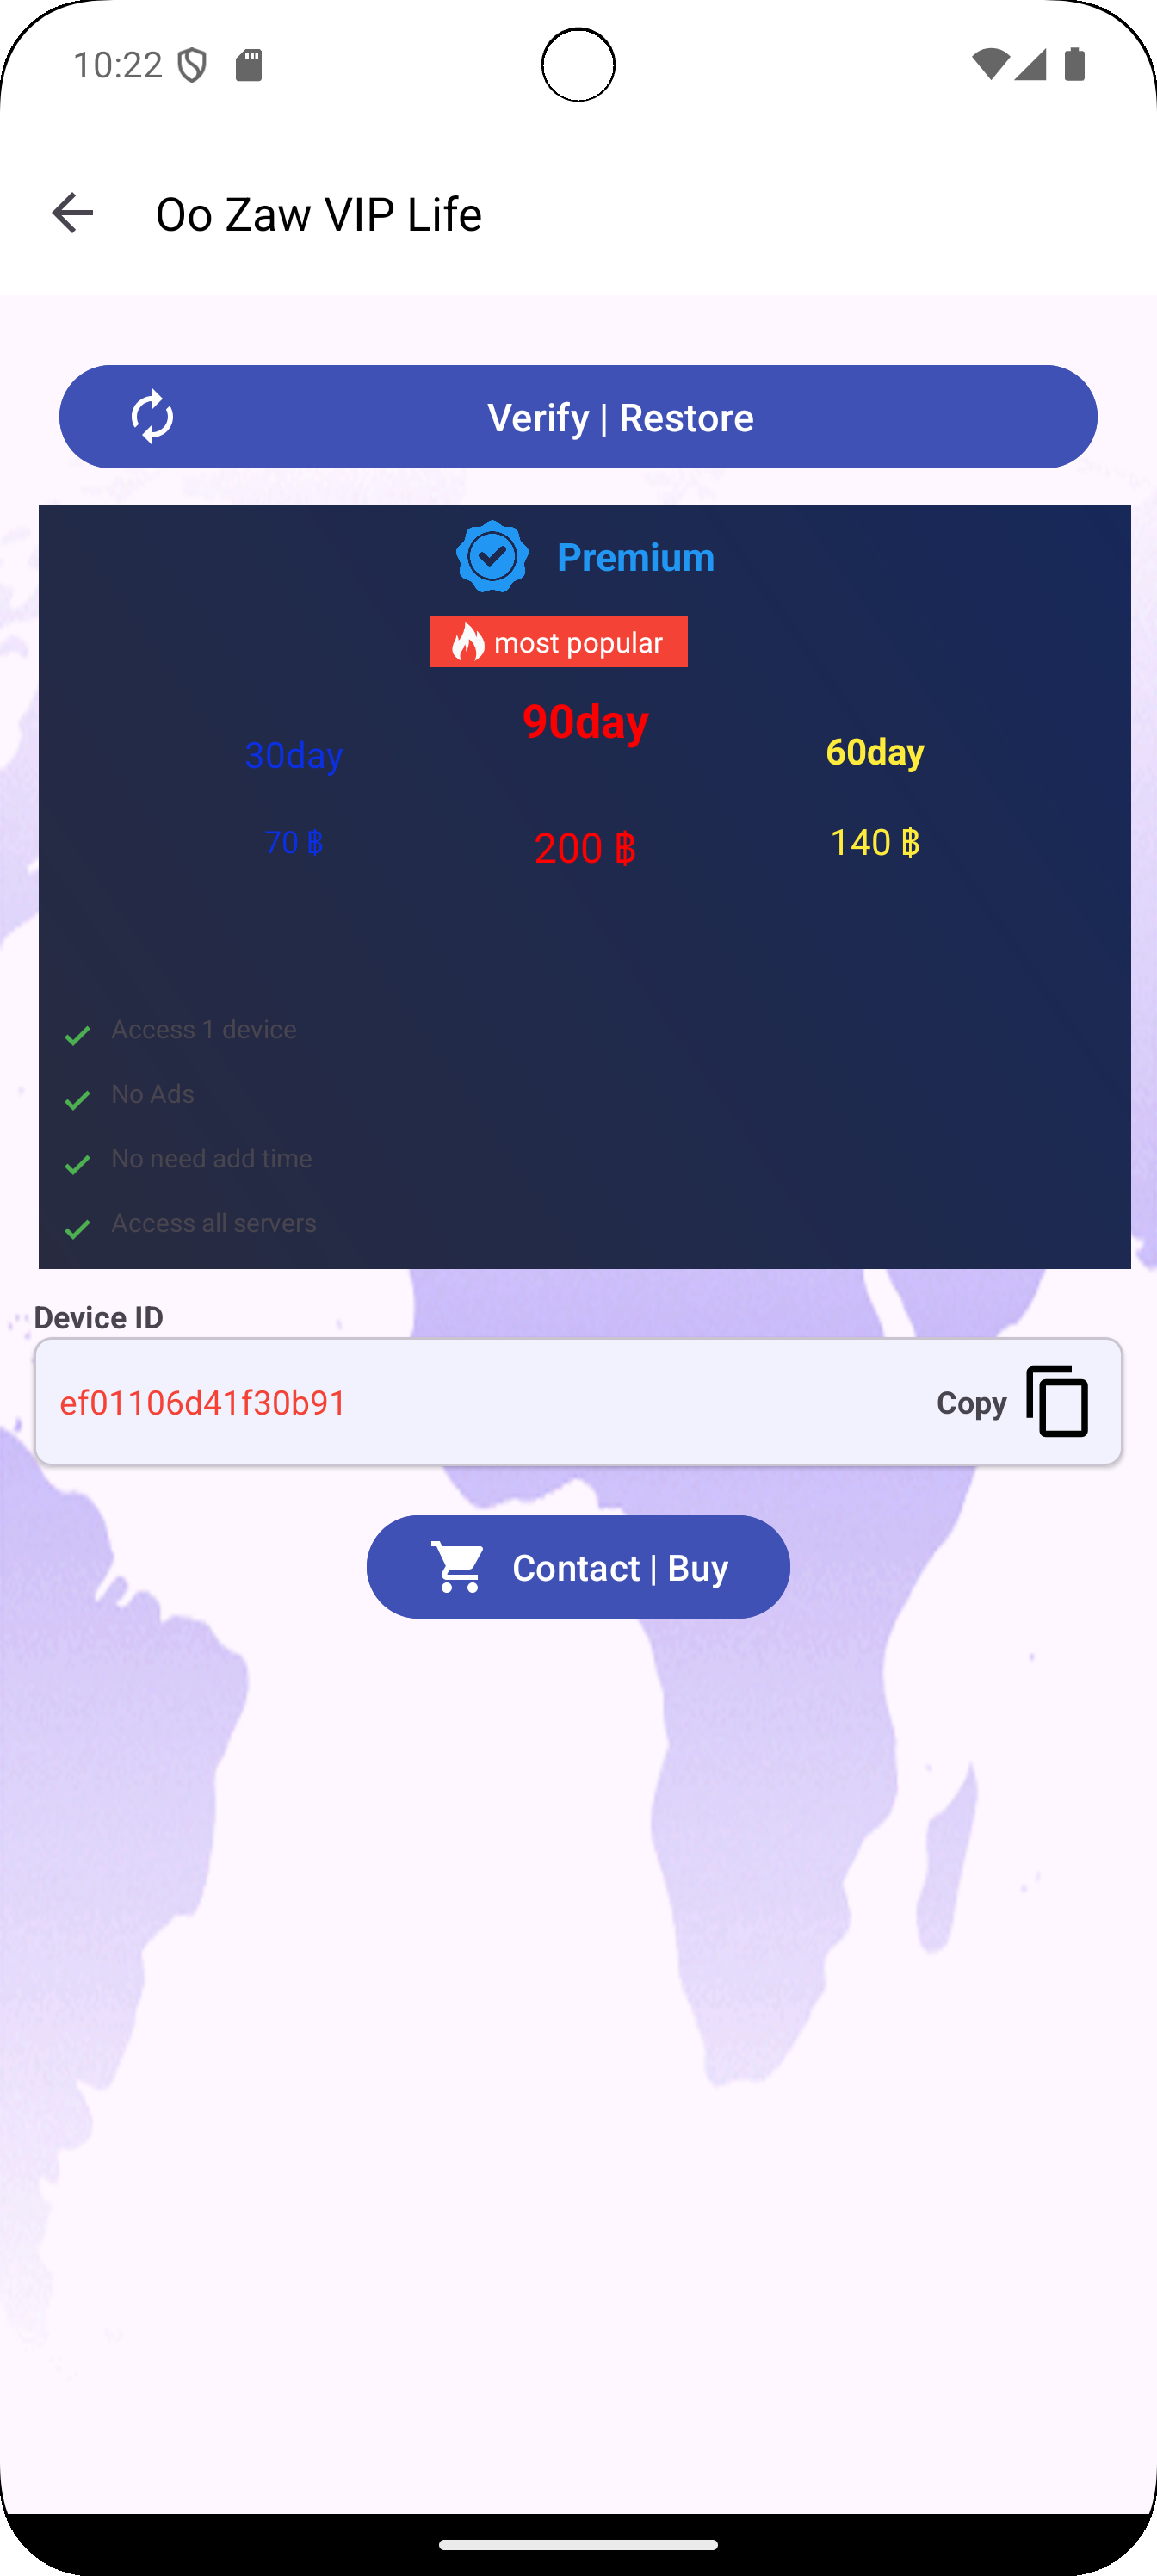 10:22
Oo Zaw VIP Life
Verify | Restore
Premium
most popular
30day
90day
60day
70 ฿
200 ฿
140 ฿
Access 1 device
No Ads
No need add time
Access all servers
Device ID
ef01106d41f30b91
Copy
Contact | Buy